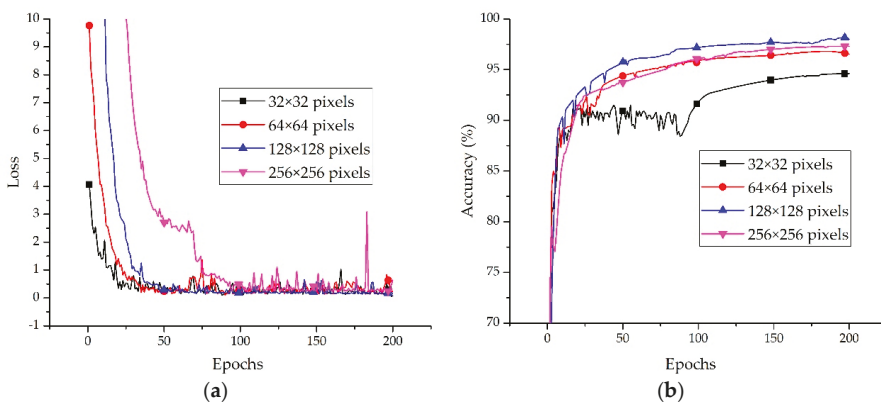 10
9
8
7
6
5
4
3
2
1
0
-1
Loss
32×32 pixels
64×64 pixels
128×128 pixels
256×256 pixels
0
50
100
150
200
Epochs
(a)
100
95
90
85
80
75
70
Accuracy (%)
32×32 pixels
64×64 pixels
128×128 pixels
256×256 pixels
0
50
100
150
200
Epochs
(b)